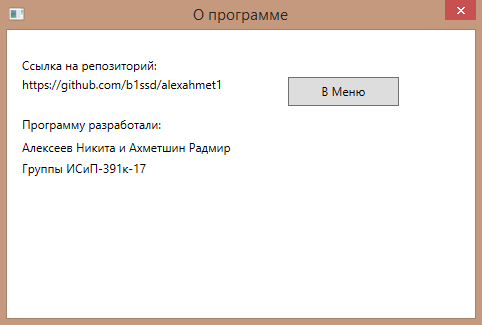 О программе
Ссылка на репозиторий:
https://github.com/b1ssd/alexahmet1
В Меню
Программу разработали:
Алексеев Никита и Ахметшин Радмир
Группы ИСиП-391к-17